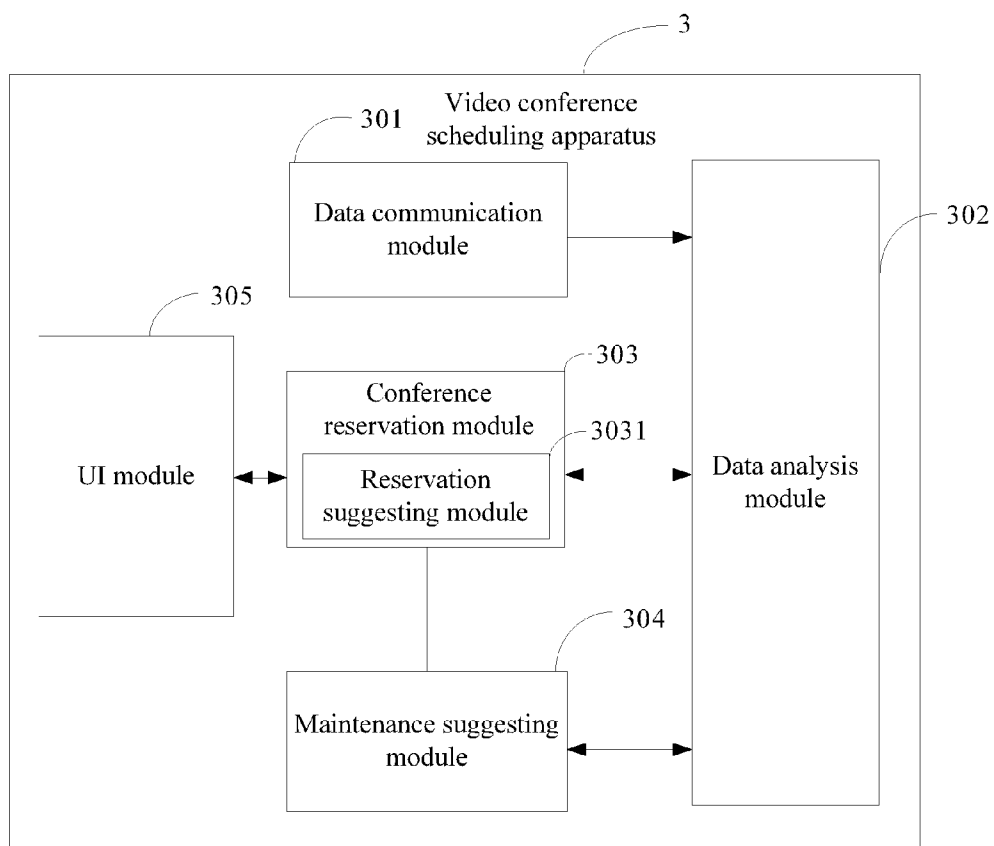 3
Video conference
scheduling apparatus
301
Data communication
module
302
305
303
Conference
reservation module
3031
UI module
Reservation
suggesting module
Data analysis
module
304
Maintenance suggesting
module